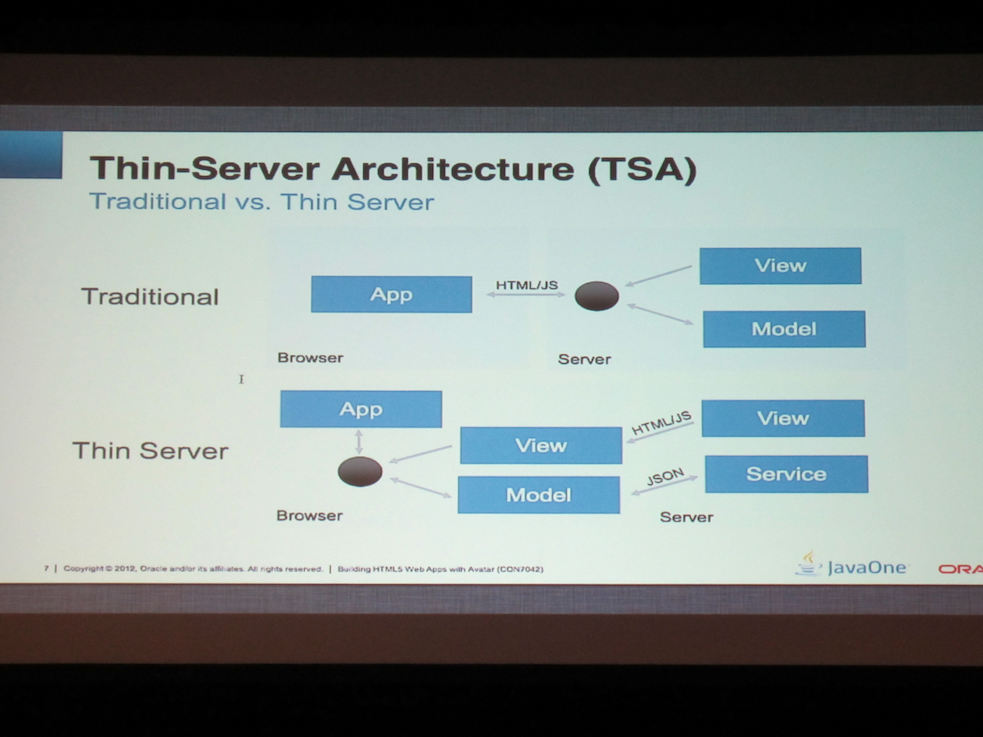 Thin-Server Architecture (TSA)
Traditional vs. Thin Server
Traditional
App
HTML/JS
View
Model
Browser
Server
Thin Server
App
View
Model
HTML/JS
JSON
View
Service
Browser
Server
7 | Copyright © 2012, Oracle and/or its affiliates. All rights reserved. | Building HTML5 Web Apps with Avatar (CON7042)
JavaOne
ORA